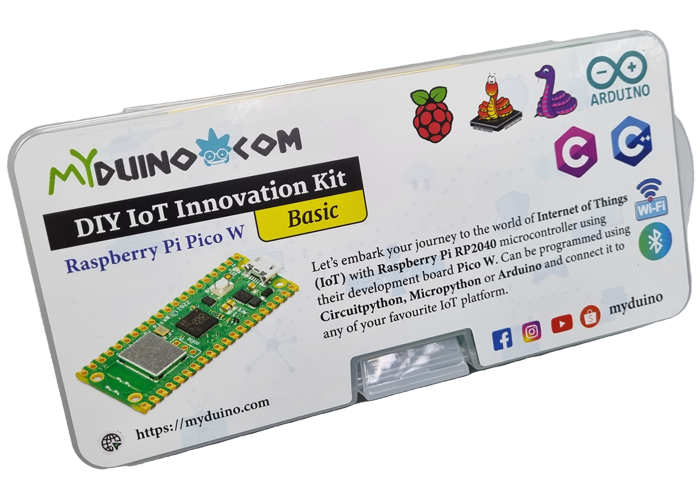 MYDUINO.COM
ARDUINO
C
C++
DIY IoT Innovation Kit
Basic
Raspberry Pi Pico W
Wi-Fi
Let's embark your journey to the world of Internet of Things
(IoT) with Raspberry Pi RP2040 microcontroller using
their development board Pico W. Can be programmed using
Circuitpython, Micropython or Arduino and connect it to
any of your favourite IoT platform.
myduino
https://myduino.com